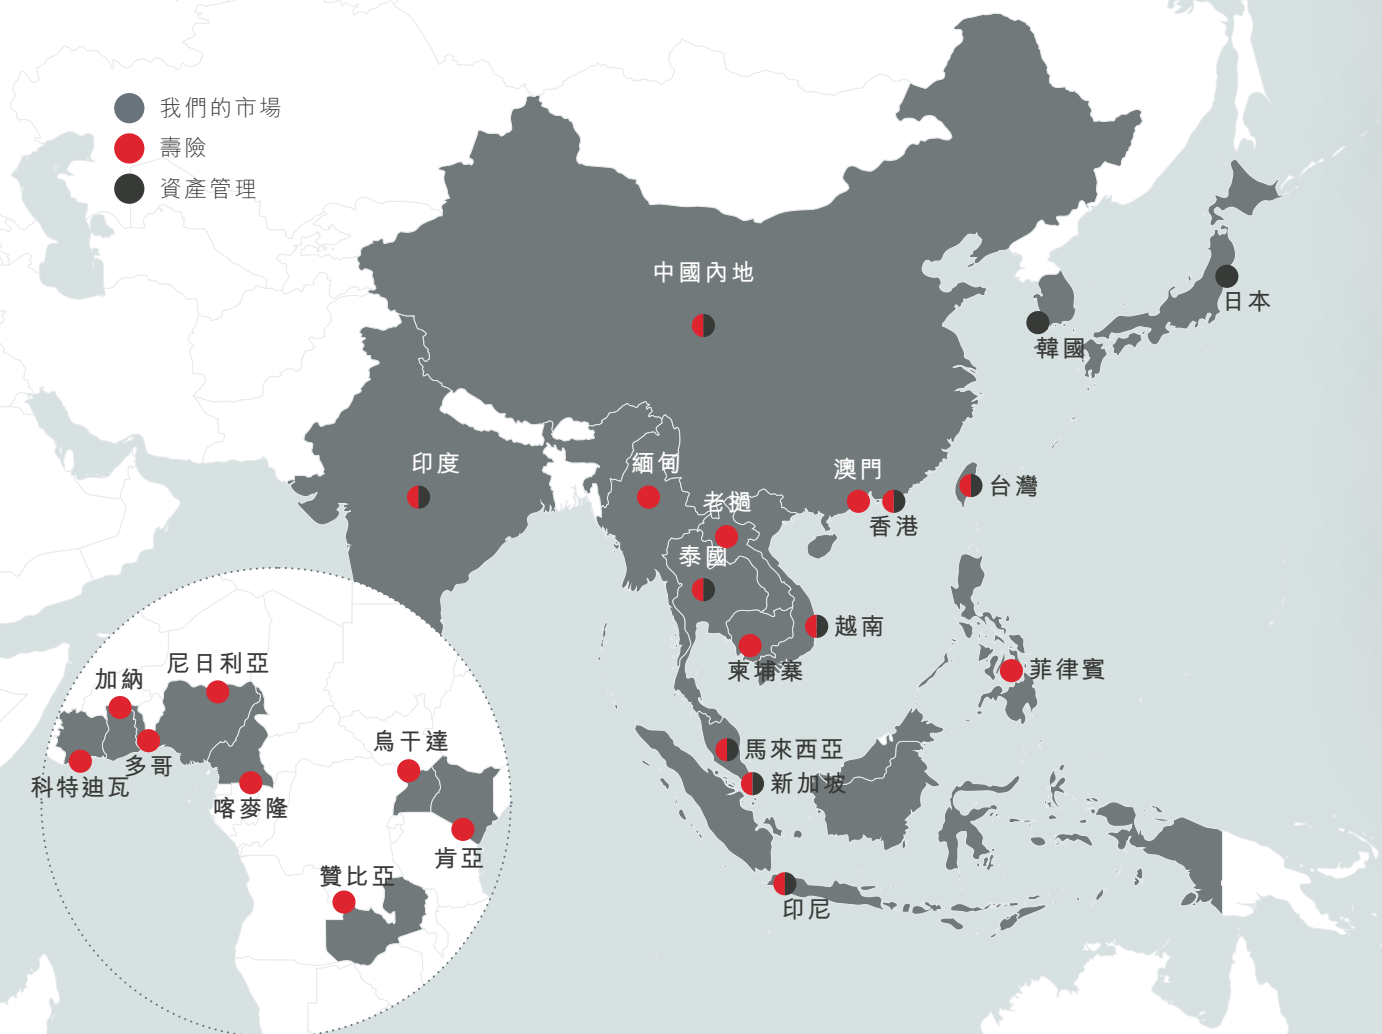 我們的市場
壽險
資產管理
中國內地
日本
韓國
印度
緬甸
澳門
老撾
香港
台灣
泰國
越南
柬埔寨
菲律賓
馬來西亞
新加坡
印尼
加納
尼日利亞
多哥
科特迪瓦
喀麥隆
烏干達
肯亞
贊比亞